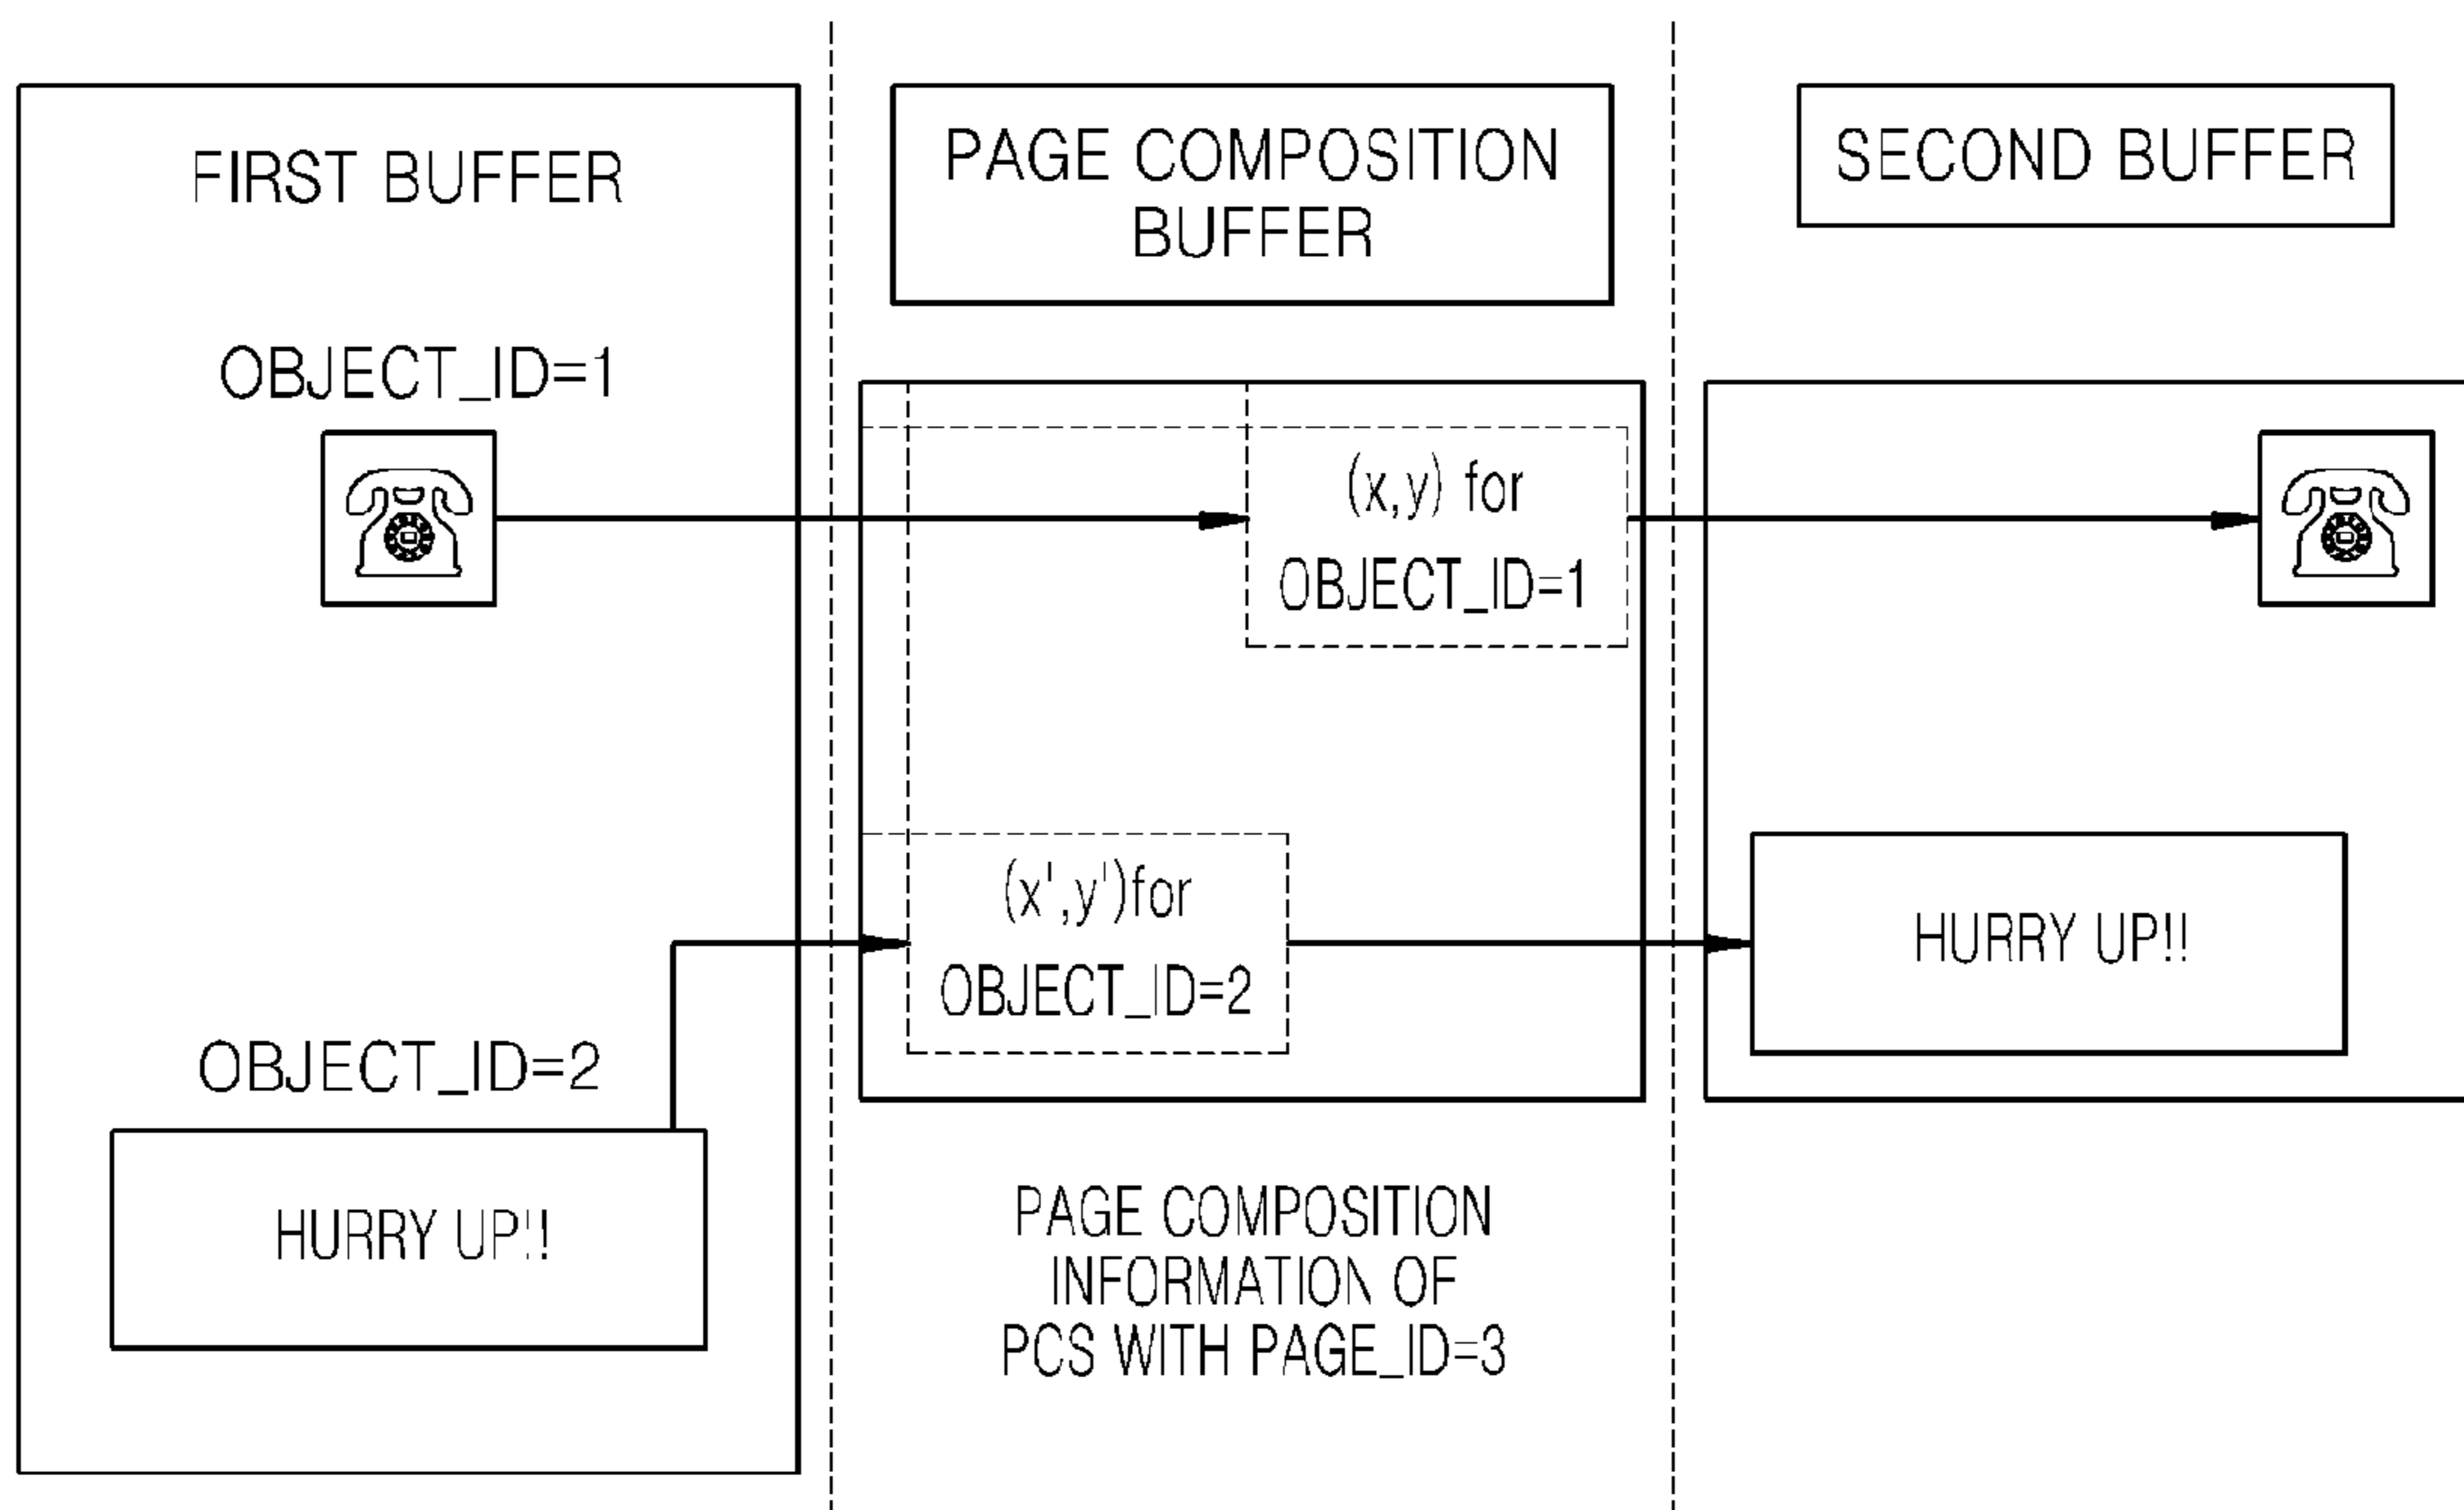 FIRST BUFFER
OBJECT_ID=1
OBJECT_ID=2
HURRY UP!!
PAGE COMPOSITION
BUFFER
(x,y) for
OBJECT_ID=1
(x',y')for
OBJECT_ID=2
PAGE COMPOSITION
INFORMATION OF
PCS WITH PAGE_ID=3
SECOND BUFFER
HURRY UP!!